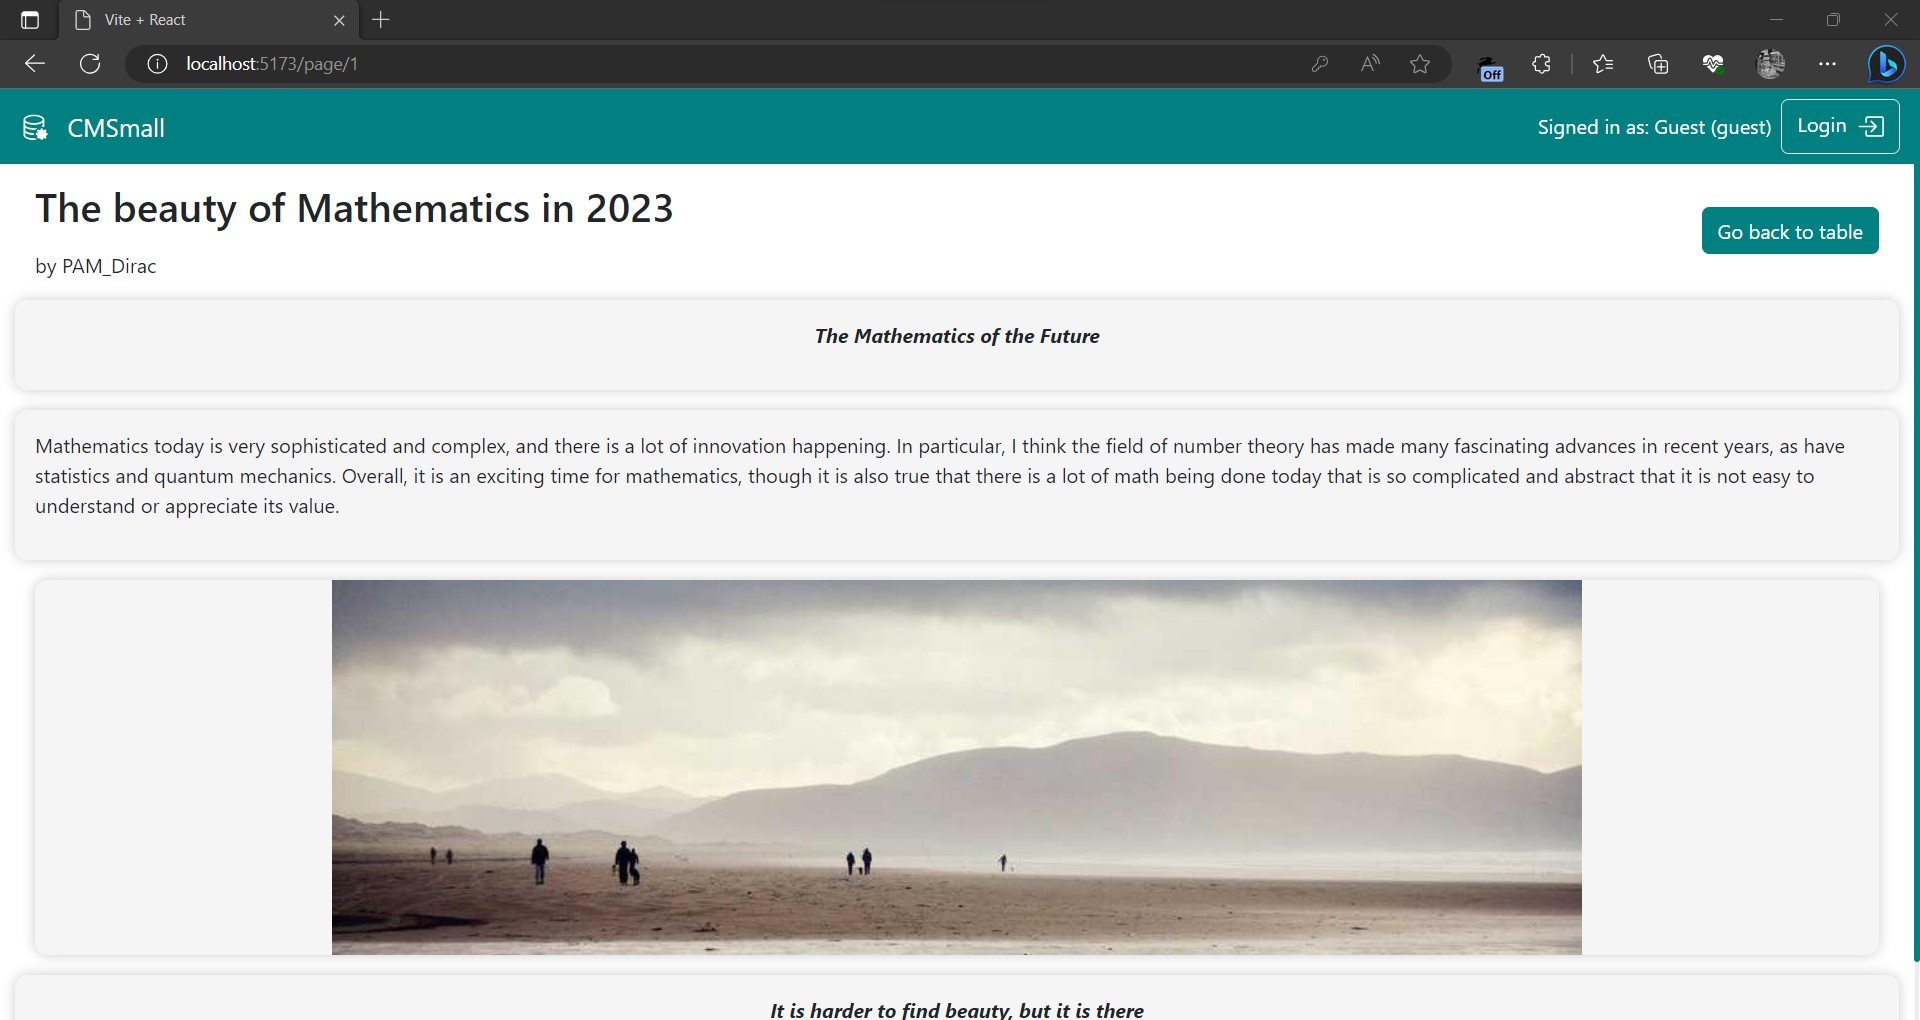 Vite + React
localhost:5173/page/1
Off
CMSmall
Signed in as: Guest (guest)
Login
The beauty of Mathematics in 2023
Go back to table
by PAM_Dirac
The Mathematics of the Future
Mathematics today is very sophisticated and complex, and there is a lot of innovation happening. In particular, I think the field of number theory has made many fascinating advances in recent years, as have
statistics and quantum mechanics. Overall, it is an exciting time for mathematics, though it is also true that there is a lot of math being done today that is so complicated and abstract that it is not easy to
understand or appreciate its value.
It is harder to find beauty, but it is there